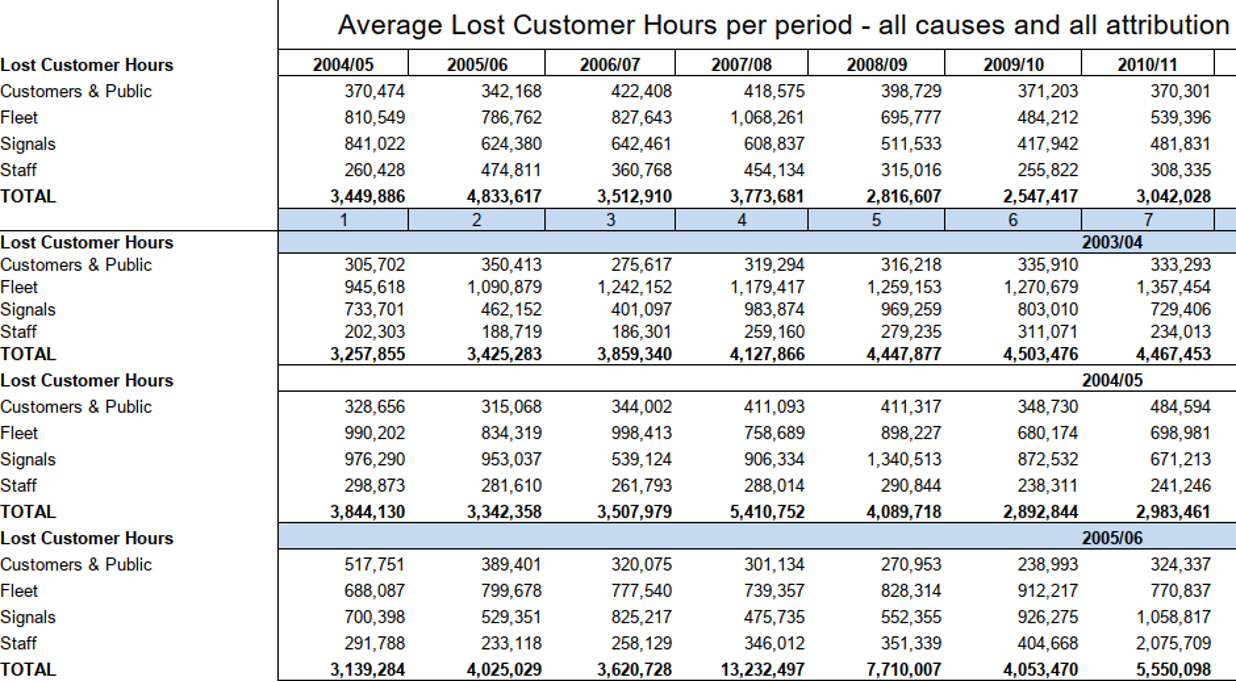 Average Lost Customer Hours per period - all causes and all attribution
Lost Customer Hours 2004/05 2005/06 2006/07 2007/08 2008/09 2009/10 2010/11
Customers & Public 370,474 342,168 422,408 418,575 398,729 371,203 370,301
Fleet 810,549 786,762 827,643 1,068,261 695,777 484,212 539,396
Signals 841,022 624,380 642,461 608,837 511,533 417,942 481,831
Staff 260,428 474,811 360,768 454,134 315,016 255,822 308,335
TOTAL 3,449,886 4,833,617 3,512,910 3,773,681 2,816,607 2,547,417 3,042,028
1 2 3 4 5 6 7
Lost Customer Hours 2003/04
Customers & Public 305,702 350,413 275,617 319,294 316,218 335,910 333,293
Fleet 945,618 1,090,879 1,242,152 1,179,417 1,259,153 1,270,679 1,357,454
Signals 733,701 462,152 401,097 983,874 969,259 803,010 729,406
Staff 202,303 188,719 186,301 259,160 279,235 311,071 234,013
TOTAL 3,257,855 3,425,283 3,859,340 4,127,866 4,447,877 4,503,476 4,467,453
Lost Customer Hours 2004/05
Customers & Public 328,656 315,068 344,002 411,093 411,317 348,730 484,594
Fleet 990,202 834,319 998,413 758,689 898,227 680,174 698,981
Signals 976,290 953,037 539,124 906,334 1,340,513 872,532 671,213
Staff 298,873 281,610 261,793 288,014 290,844 238,311 241,246
TOTAL 3,844,130 3,342,358 3,507,979 5,410,752 4,089,718 2,892,844 2,983,461
Lost Customer Hours 2005/06
Customers & Public 517,751 389,401 320,075 301,134 270,953 238,993 324,337
Fleet 688,087 799,678 777,540 739,357 828,314 912,217 770,837
Signals 700,398 529,351 825,217 475,735 552,355 926,275 1,058,817
Staff 291,788 233,118 258,129 346,012 351,339 404,668 2,075,709
TOTAL 3,139,284 4,025,029 3,620,728 13,232,497 7,710,007 4,053,470 5,550,098